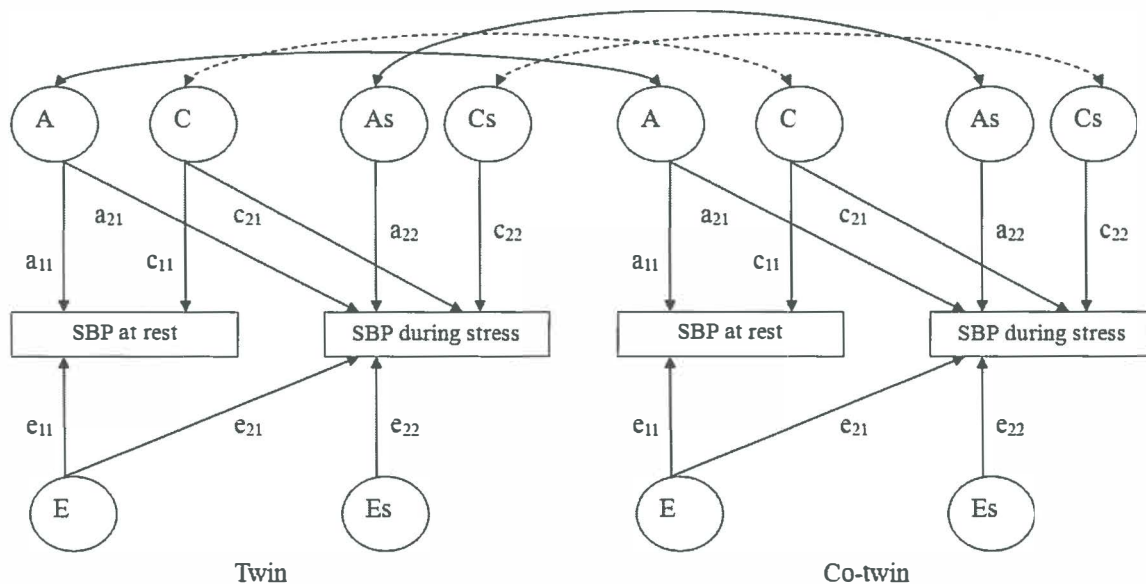 A C As Cs A C As Cs
a₂₁ c₂₁ a₂₂ c₂₂ a₂₁ c₂₁ a₂₂ c₂₂
a₁₁ c₁₁ a₁₁ c₁₁
SBP at rest SBP during stress SBP at rest SBP during stress
e₁₁ e₂₁ e₂₂ e₁₁ e₂₁ e₂₂
E Es E Es
Twin Co-twin